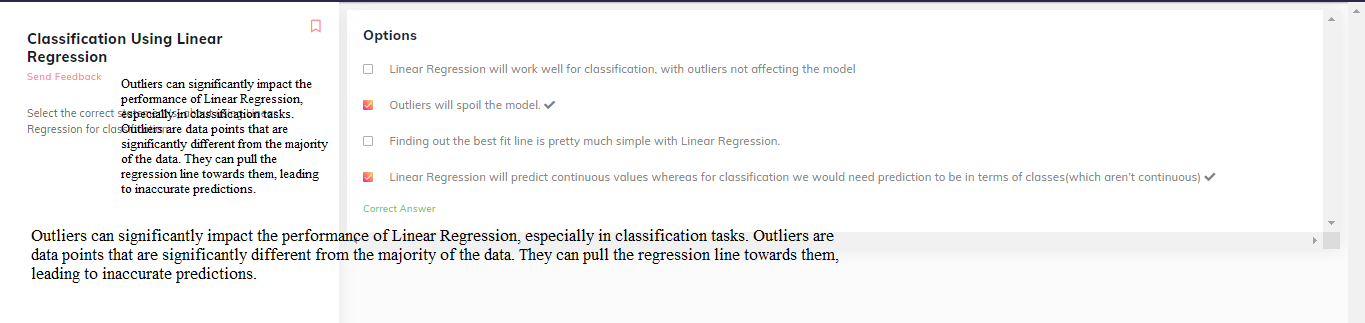 Classification Using Linear
Regression
Send Feedback
Select the correct statement(s) about using Linear
Regression for classification
Outliers can significantly impact the
performance of Linear Regression,
especially in classification tasks.
Outliers are data points that are
significantly different from the majority
of the data. They can pull the
regression line towards them, leading
to inaccurate predictions.
Options
Linear Regression will work well for classification, with outliers not affecting the model
Outliers will spoil the model.
Finding out the best fit line is pretty much simple with Linear Regression.
Linear Regression will predict continuous values whereas for classification we would need prediction to be in terms of classes(which aren't continuous)
Correct Answer
Outliers can significantly impact the performance of Linear Regression, especially in classification tasks. Outliers are
data points that are significantly different from the majority of the data. They can pull the regression line towards them,
leading to inaccurate predictions.